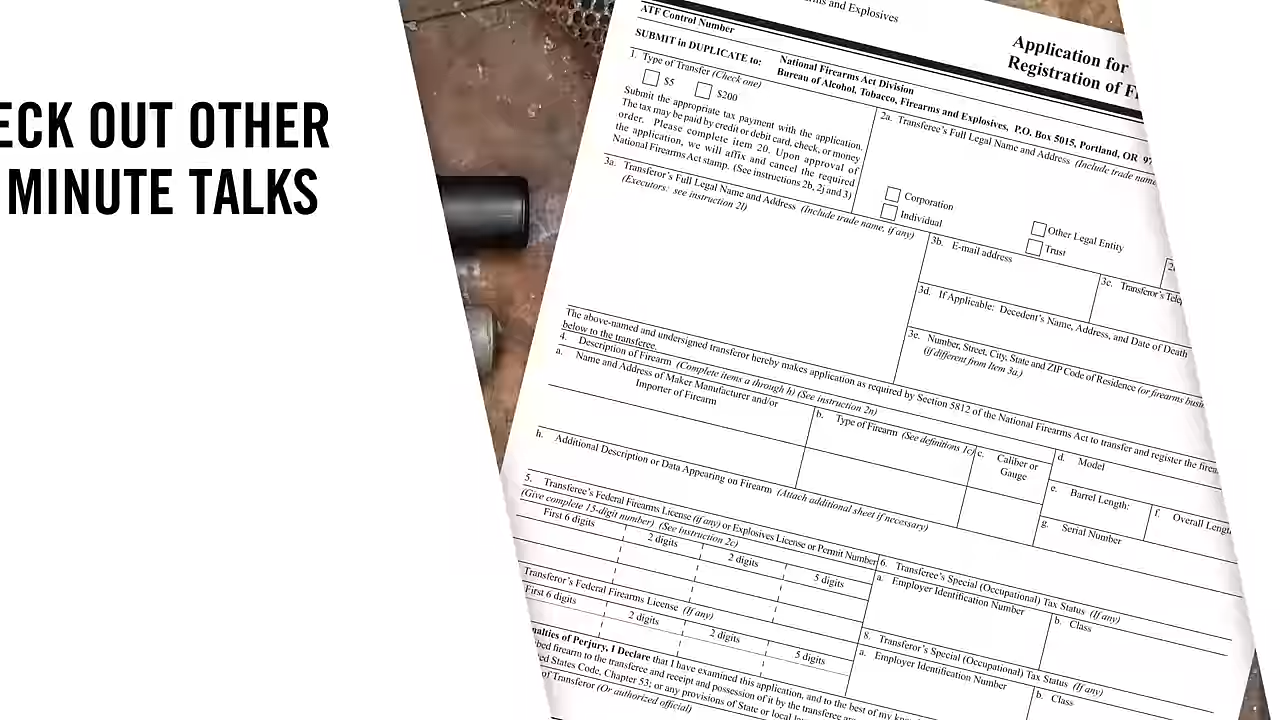 ECK OUT OTHER
MINUTE TALKS
and Explosives
ATF Control Number
Application for
Registration of
SUBMIT in DUPLICATE to:
National Firearms Act Division
Bureau of Alcohol, Tobacco, Firearms and Explosives, P.O. Box 5015, Portland, OR 97
1. Type of Transfer (Check one)
$5
$200
Submit the appropriate tax payment with the application.
The tax may be paid by credit or debit card, check, or money
order. Please complete item 20. Upon approval of
the application, we will affix and cancel the required
National Firearms Act stamp. (See instructions 2b, 2j and 3)
2a. Transferee's Full Legal Name and Address (Include trade name
Corporation
Individual
Other Legal Entity
Trust
3a. Transferor's Full Legal Name and Address (Include trade name, if any)
(Executors: see instruction 2l)
3b. E-mail address
3c. Transferor's Tele
3d. If Applicable: Decedent's Name, Address, and Date of Death
3e. Number, Street, City, State and ZIP Code of Residence (or firearms busi
(if different from Item 3a.)
The above-named and undersigned transferor hereby makes application as required by Section 5812 of the National Firearms Act to transfer and register the firea
below to the transferee.
4. Description of Firearm (Complete items a through h) (See instruction 2n)
a. Name and Address of Maker Manufacturer and/or
Importer of Firearm
b. Type of Firearm (See definitions 1c)
c. Caliber or
Gauge
d. Model
e. Barrel Length:
f. Overall Lengt
g. Serial Number
h. Additional Description or Data Appearing on Firearm (Attach additional sheet if necessary)
5. Transferee's Federal Firearms License (if any) or Explosives License or Permit Number
(Give complete 15-digit number) (See instruction 2c)
First 6 digits
2 digits
2 digits
5 digits
6. Transferee's Special (Occupational) Tax Status (If any)
a. Employer Identification Number
b. Class
Transferor's Federal Firearms License (If any)
First 6 digits
2 digits
2 digits
5 digits
8. Transferor's Special (Occupational) Tax Status (If any)
a. Employer Identification Number
b. Class
nalties of Perjury, I Declare that I have examined this application, and to the best of my
bed firearm to the transferee and receipt and possession of it by the transferee are
ed States Code, Chapter 53; or any provisions of State or local
of Transferor (Or authorized official)